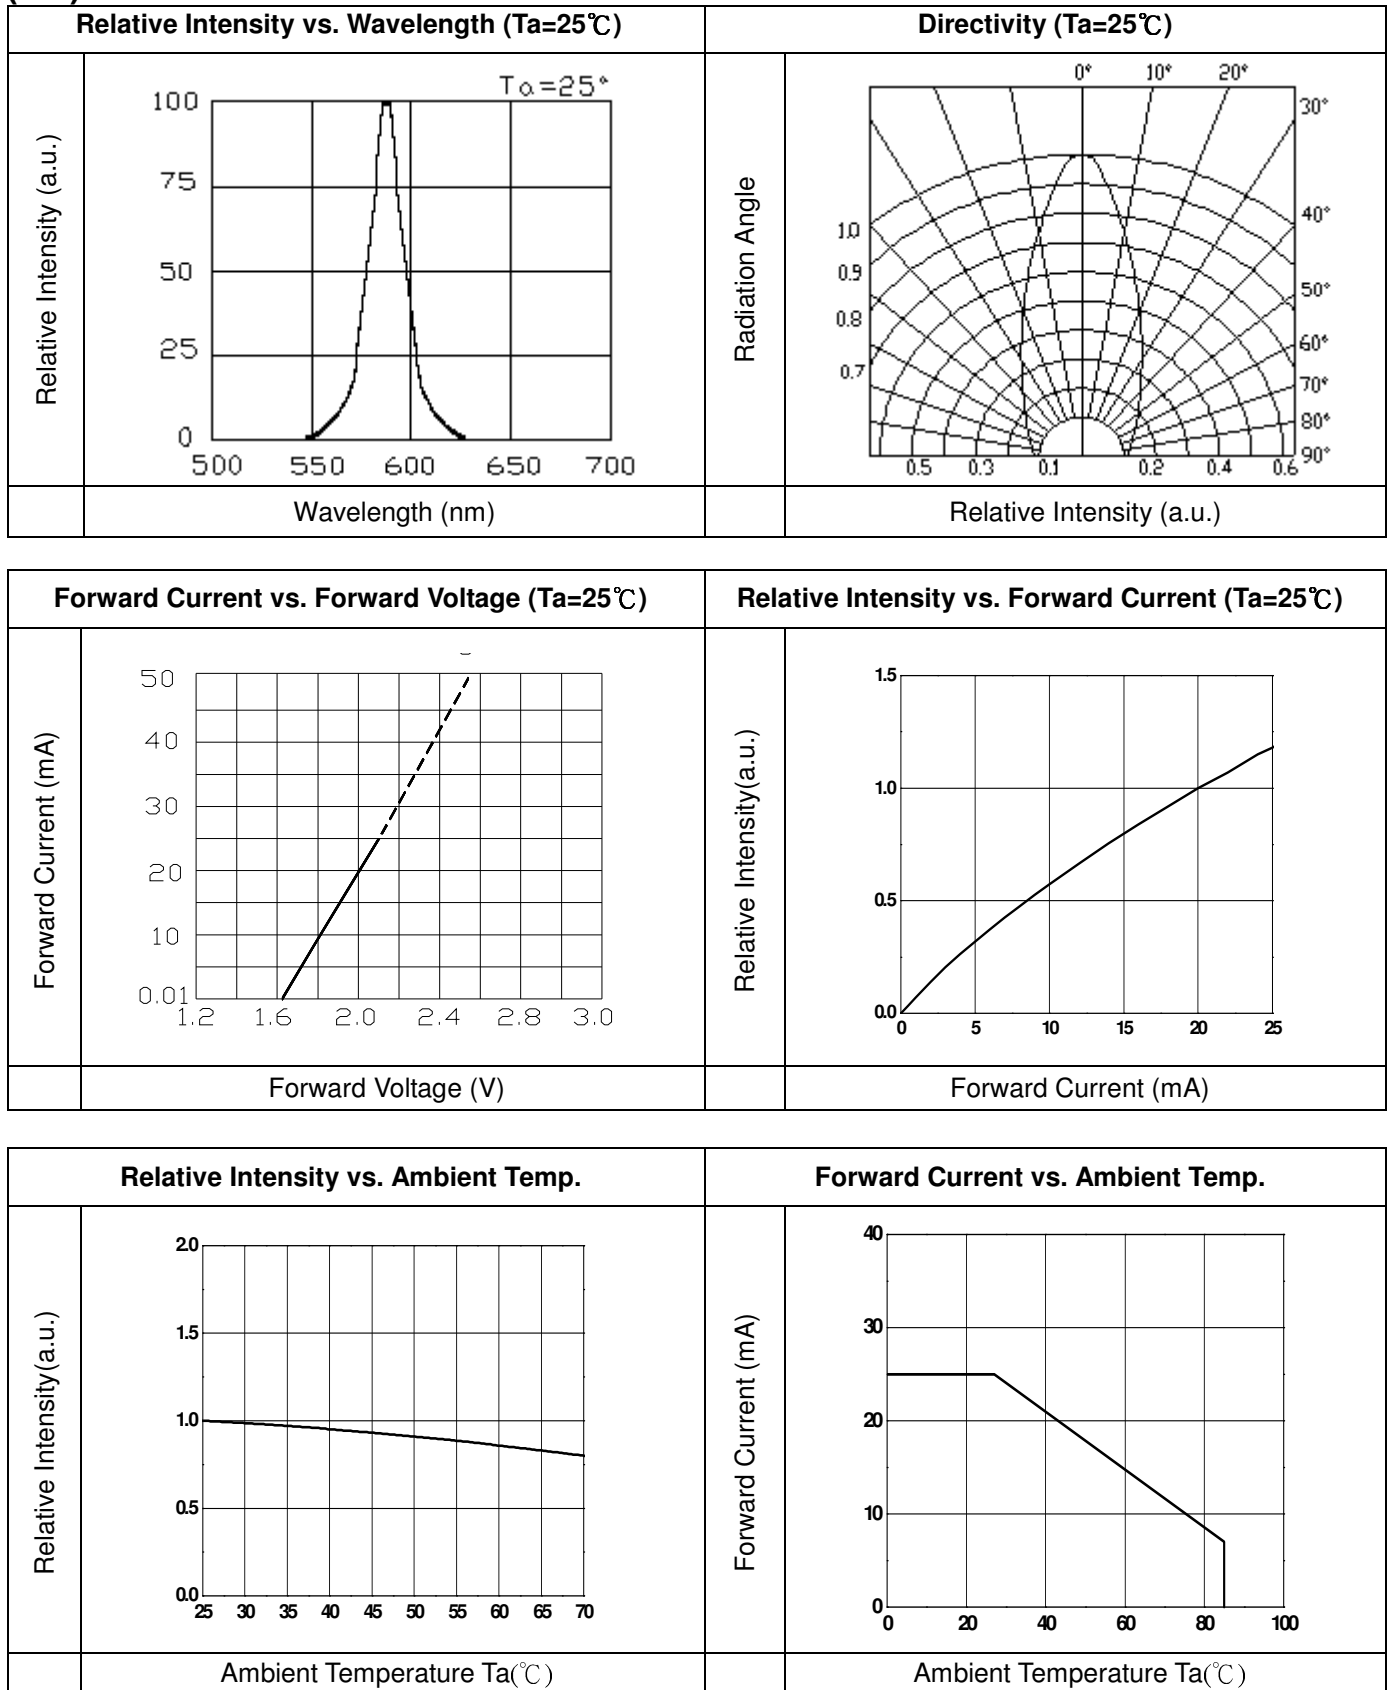 Relative Intensity vs. Wavelength (Ta=25℃)
Directivity (Ta=25℃)
Relative Intensity (a.u.)
Ta=25°
100
75
50
25
0
500 550 600 650 700
Wavelength (nm)
Radiation Angle
0° 10° 20°
30°
40°
50°
60°
70°
80°
90°
1.0
0.9
0.8
0.7
0.5 0.3 0.1 0.2 0.4 0.6
Relative Intensity (a.u.)
Forward Current vs. Forward Voltage (Ta=25℃)
Relative Intensity vs. Forward Current (Ta=25℃)
Forward Current (mA)
50
40
30
20
10
0.01
1.2 1.6 2.0 2.4 2.8 3.0
Forward Voltage (V)
Relative Intensity(a.u.)
1.5
1.0
0.5
0.0
0 5 10 15 20 25
Forward Current (mA)
Relative Intensity vs. Ambient Temp.
Forward Current vs. Ambient Temp.
Relative Intensity(a.u.)
2.0
1.5
1.0
0.5
0.0
25 30 35 40 45 50 55 60 65 70
Ambient Temperature Ta(℃)
Forward Current (mA)
40
30
20
10
0
0 20 40 60 80 100
Ambient Temperature Ta(℃)